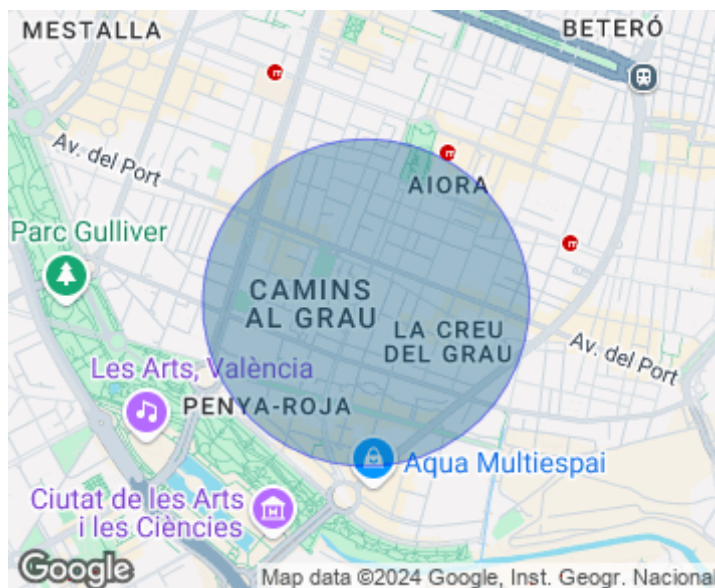 MESTALLA
BETERÓ
Av. del Port
AIORA
Parc Gulliver
CAMINS
AL GRAU
LA CREU
DEL GRAU
Av. del Port
Les Arts, València
PENYA-ROJA
Aqua Multiespai
Ciutat de les Arts
i les Ciències
Google
Map data ©2024 Google, Inst. Geogr. Nacional